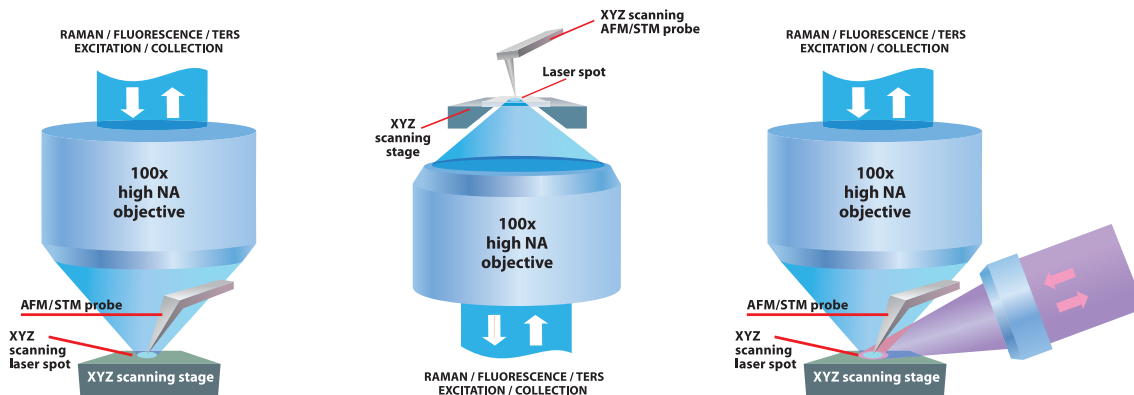 RAMAN / FLUORESCENCE / TERS
EXCITATION / COLLECTION
100x
high NA
objective
AFM/STM probe
XYZ
scanning
laser spot
XYZ scanning stage
XYZ scanning
AFM/STM probe
Laser spot
XYZ
scanning
stage
100x
high NA
objective
RAMAN / FLUORESCENCE / TERS
EXCITATION / COLLECTION
RAMAN / FLUORESCENCE / TERS
EXCITATION / COLLECTION
100x
high NA
objective
AFM/STM probe
XYZ
scanning
laser spot
XYZ scanning stage